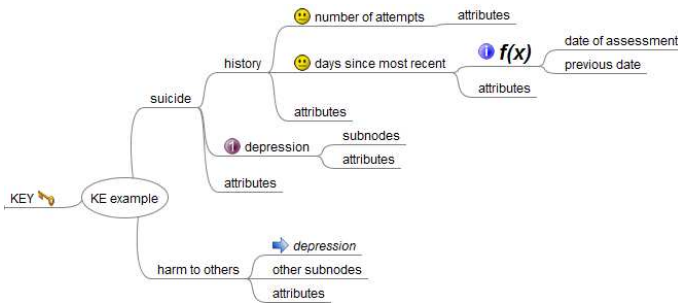 number of attempts
attributes
date of assessment
f(x)
days since most recent
previous date
history
attributes
suicide
attributes
subnodes
depression
attributes
attributes
KEY
KE example
depression
harm to others
other subnodes
attributes